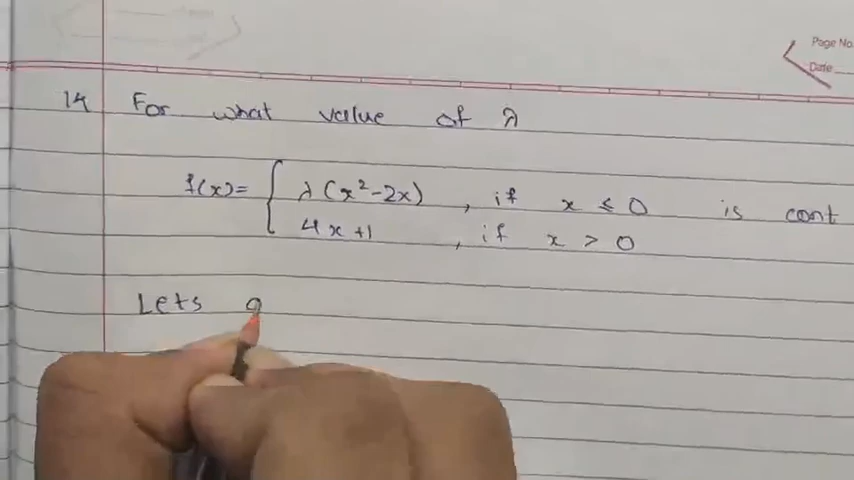 Page No.
Date
14 For what value of λ
f(x)= { λ(x²-2x) , if x ≤ 0 is cont
4x+1 , if x > 0
Lets